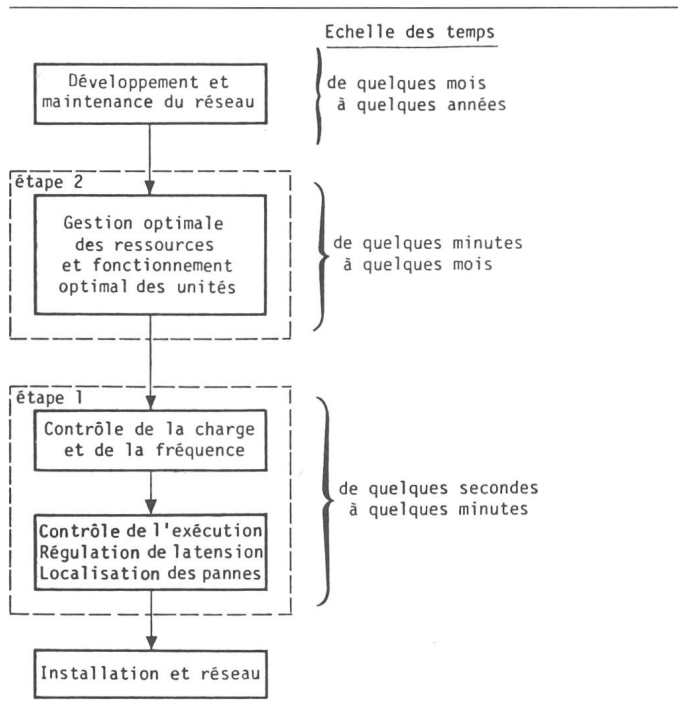 Echelle des temps
Développement et
maintenance du réseau
de quelques mois
à quelques années
étape 2
Gestion optimale
des ressources
et fonctionnement
optimal des unités
de quelques minutes
à quelques mois
étape 1
Contrôle de la charge
et de la fréquence
de quelques secondes
à quelques minutes
Contrôle de l'exécution
Régulation de latension
Localisation des pannes
Installation et réseau